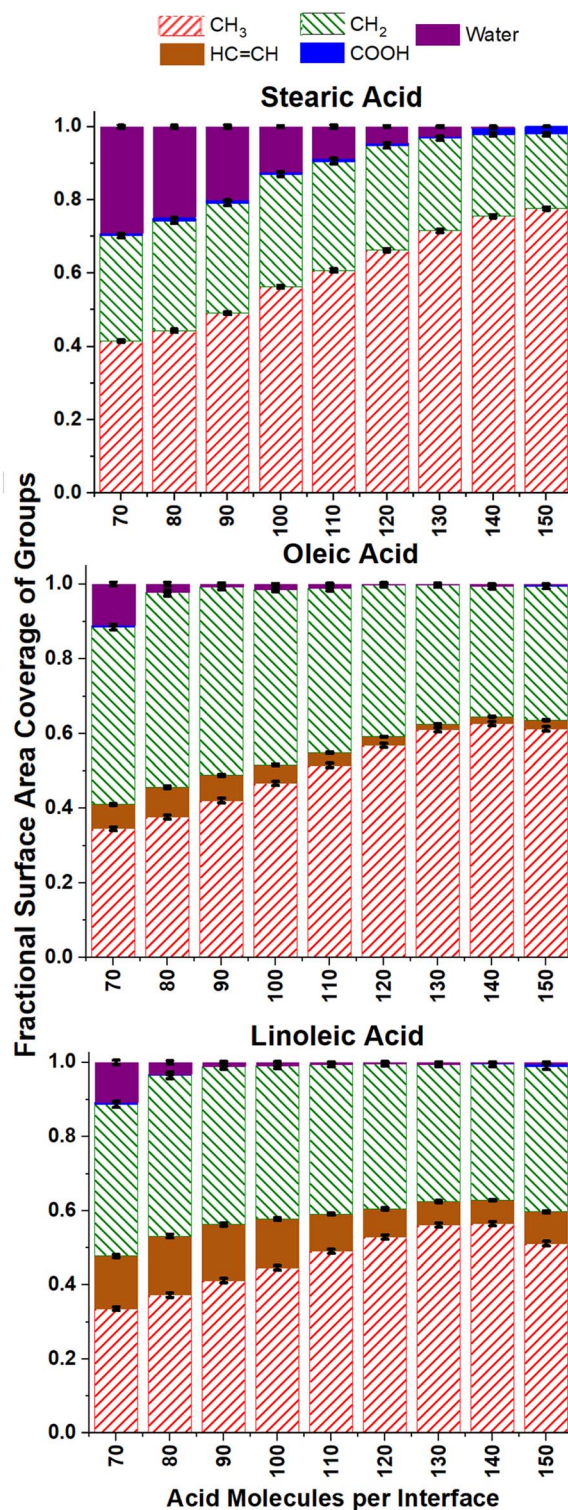 CH₃ CH₂ Water
HC=CH COOH
Stearic Acid
1.0
0.8
0.6
0.4
0.2
0.0
70 80 90 100 110 120 130 140 150
Oleic Acid
1.0
0.8
0.6
0.4
0.2
0.0
70 80 90 100 110 120 130 140 150
Linoleic Acid
1.0
0.8
0.6
0.4
0.2
0.0
70 80 90 100 110 120 130 140 150
Fractional Surface Area Coverage of Groups
Acid Molecules per Interface